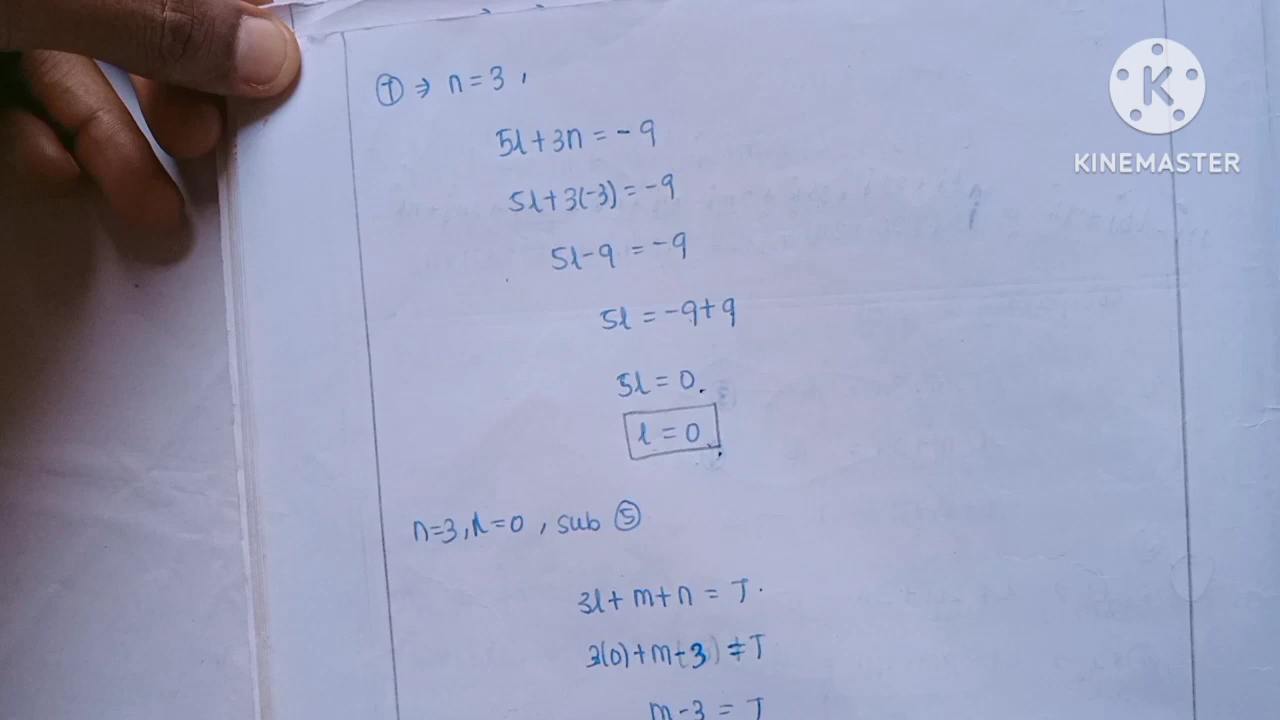 ⑦ ⇒ n=3,
KINEMASTER
5l+3n = -9
5l+3(-3) = -9
5l-9 = -9
5l = -9+9
5l = 0.
l = 0
n=3, l=0, sub ⑤
3l+m+n = 7.
3(0)+m-3 = 7
m-3 = 7